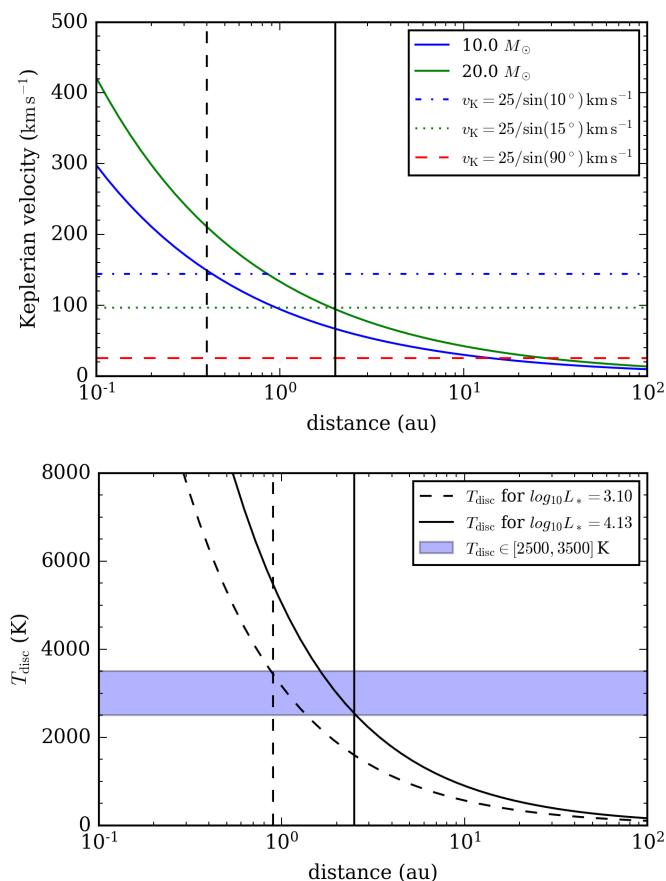 500
400
300
200
100
0
Keplerian velocity (km s⁻¹)
10.0 M☉
20.0 M☉
v_K = 25/sin(10°) km s⁻¹
v_K = 25/sin(15°) km s⁻¹
v_K = 25/sin(90°) km s⁻¹
10⁻¹ 10⁰ 10¹ 10²
distance (au)
8000
6000
4000
2000
0
T_disc (K)
T_disc for log₁₀L_* = 3.10
T_disc for log₁₀L_* = 4.13
T_disc ∈ [2500, 3500] K
10⁻¹ 10⁰ 10¹ 10²
distance (au)